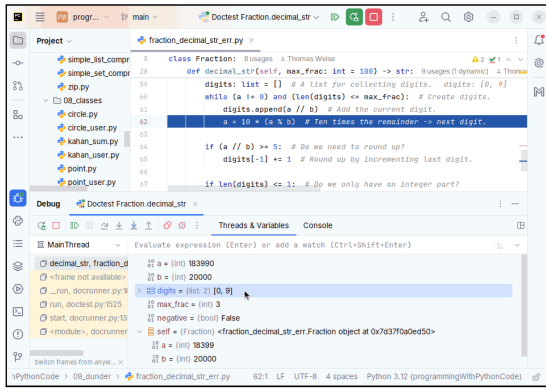 PC PW progr... main Doctest Fraction.decimal_str
Project
fraction_decimal_str_err.py
simple_list_compr
simple_set_compr
zip.py
08_classes
circle.py
circle_user.py
kahan_sum.py
kahan_user.py
point.py
point_user.py
8 class Fraction: 8 usages Thomas Weise 2 1
28 def decimal_str(self, max_frac: int = 100) -> str: 9 usages (1 dynamic)
59 digits: list = [] # A list for collecting digits. digits: [0, 9]
60 while (a != 0) and (len(digits) <= max_frac): # Create digits.
61 digits.append(a // b) # Add the current digit.
62 a = 10 * (a % b) # Ten times the remainder -> next digit.
63
64 if (a // b) >= 5: # Do we need to round up?
65 digits[-1] += 1 # Round up by incrementing last digit.
67 if len(digits) <= 1: # Do we only have an integer part?
Debug Doctest Fraction.decimal_str
Threads & Variables Console
MainThread
Evaluate expression (Enter) or add a watch (Ctrl+Shift+Enter)
decimal_str, fraction_d
<frame not available>
run, doctest.py:1525
start, docrunner.py:13
<module>, docrunner
Switch frames from anyw...
a = {int} 183990
b = {int} 20000
digits = {list: 2} [0, 9]
max_frac = {int} 3
negative = {bool} False
self = {Fraction} <fraction_decimal_str_err.Fraction object at 0x7d37f0a0ed50>
a = {int} 18399
b = {int} 20000
hPythonCode > 09_dunder > fraction_decimal_str_err.py 62:1 LF UTF-8 4 spaces Python 3.12 (programmingWithPythonCode)